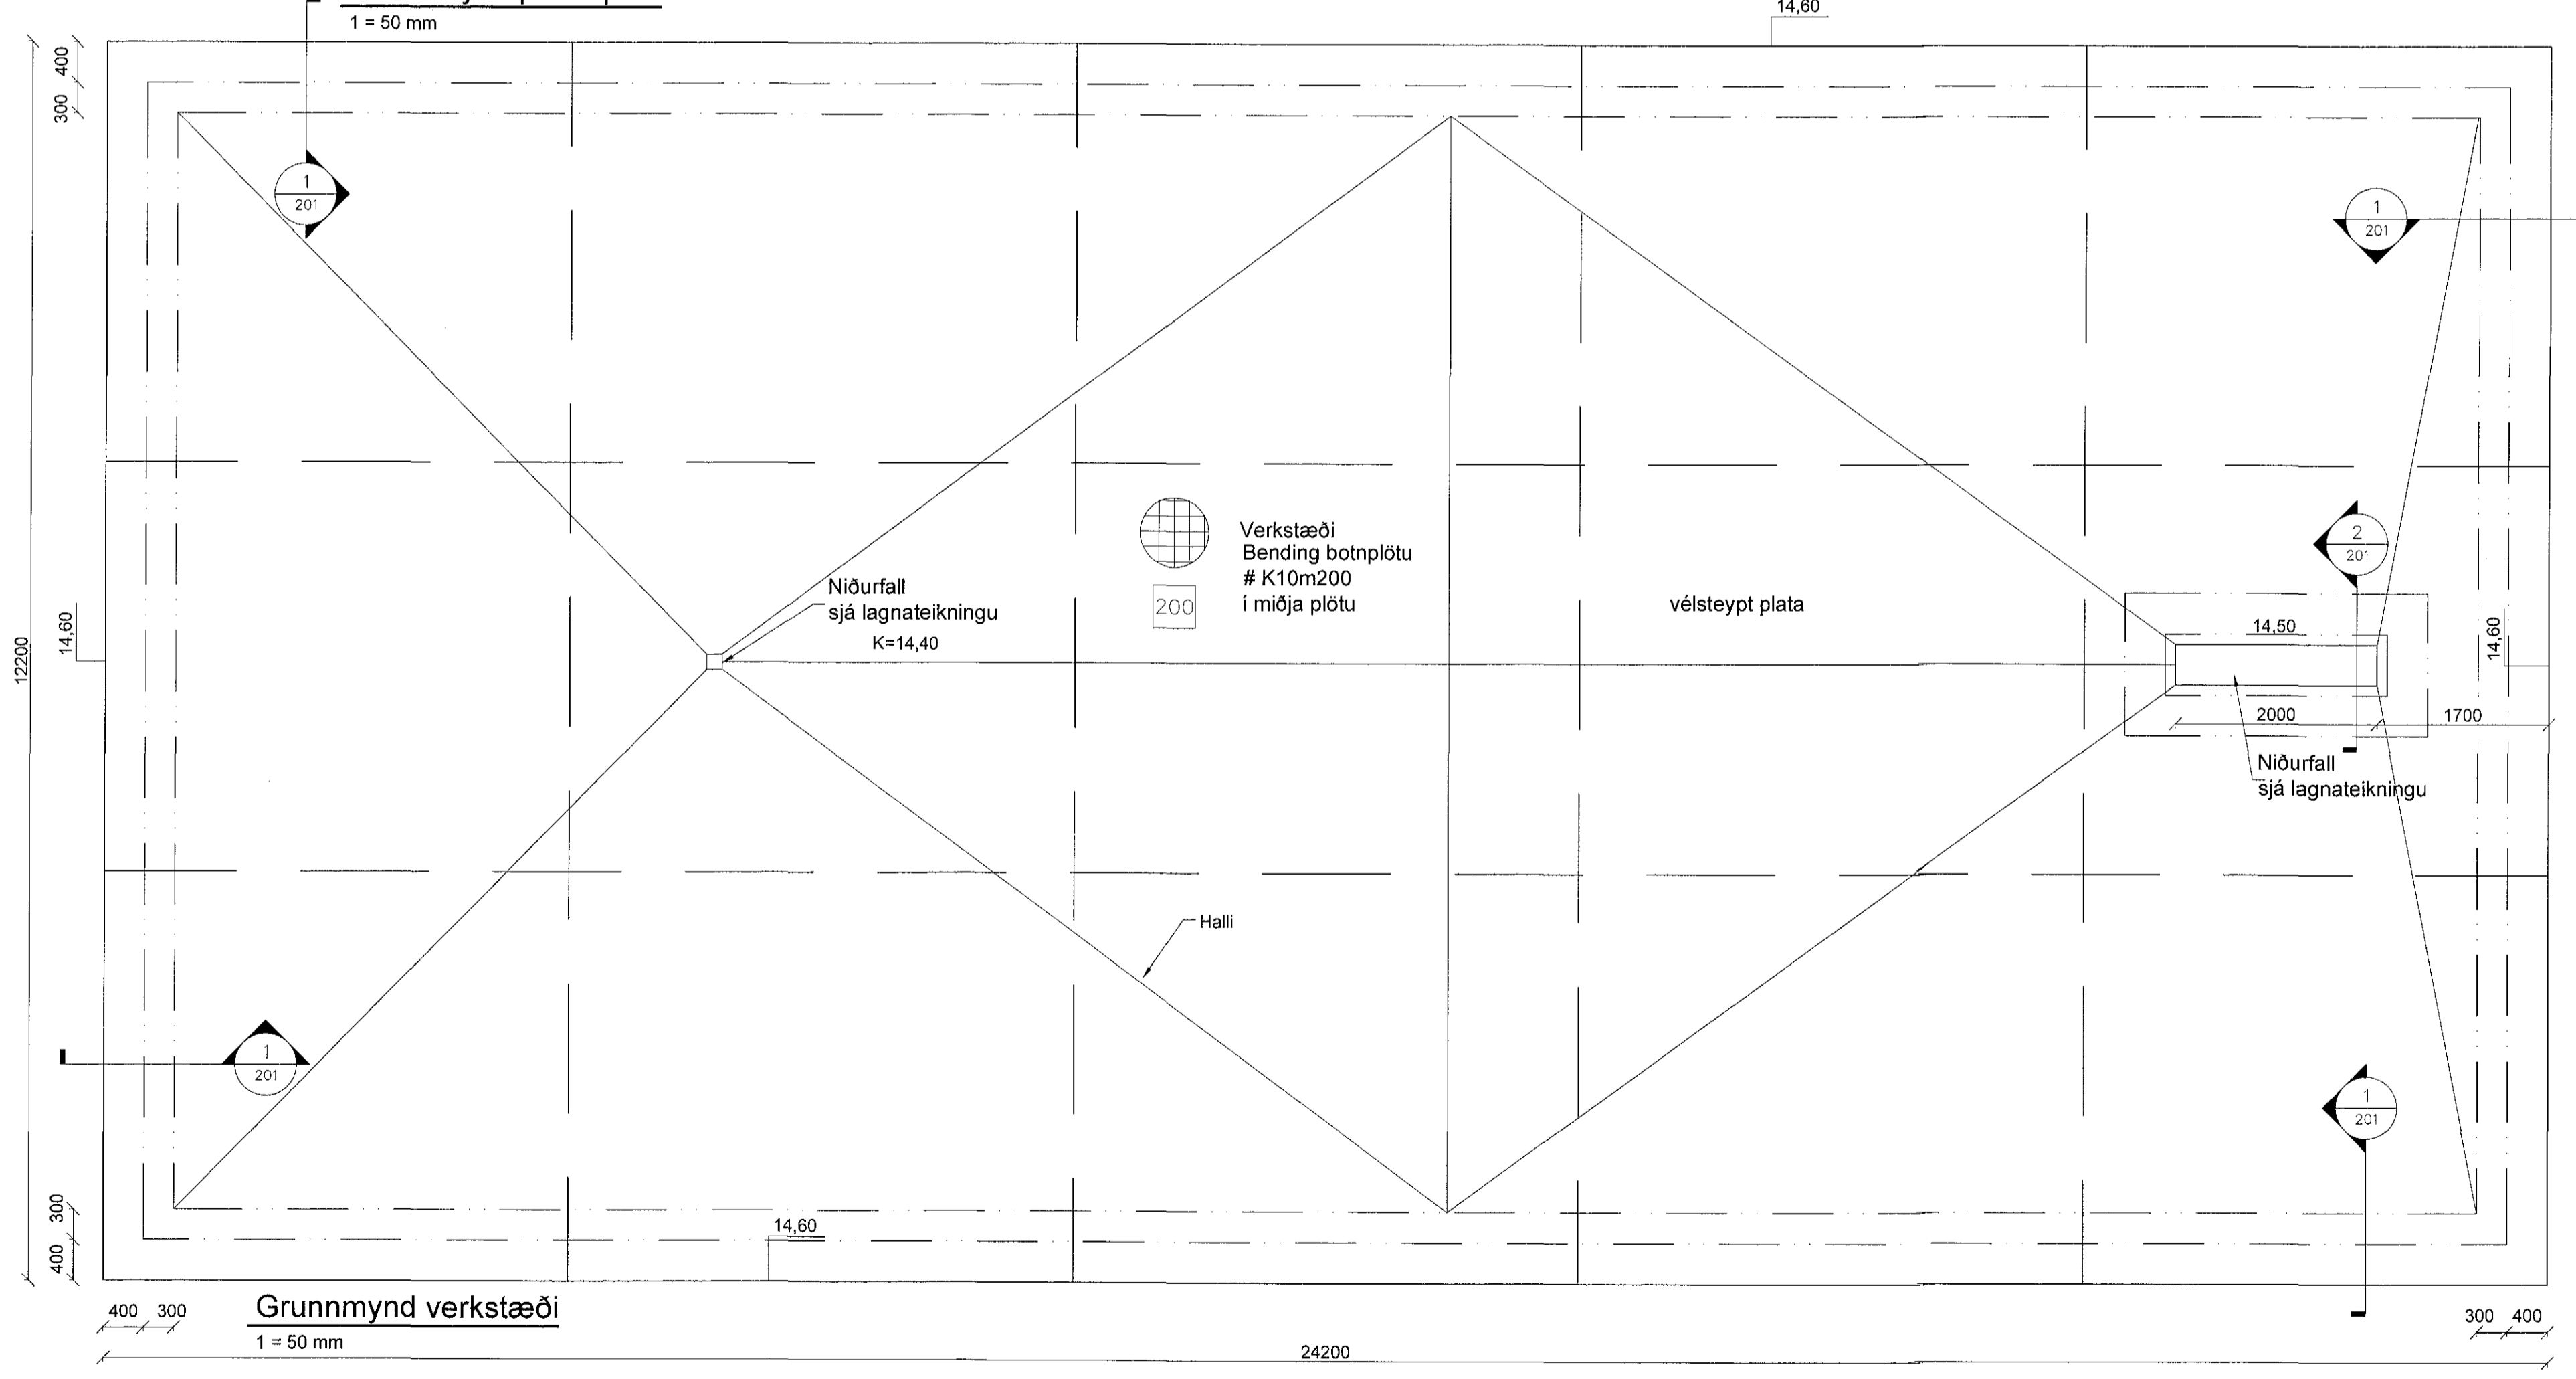 1 = 50 mm
14,60
400
300
1
201
1
201
Verkstæði
Bending botnplötu
# K10m200
í miðja plötu
200
2
201
Niðurfall
sjá lagnateikningu
K=14,40
vélsteypt plata
14,50
14,60
12200
14,60
2000
1700
Niðurfall
sjá lagnateikningu
Halli
1
201
1
201
300
400
14,60
400
300
Grunnmynd verkstæði
1 = 50 mm
300
400
24200